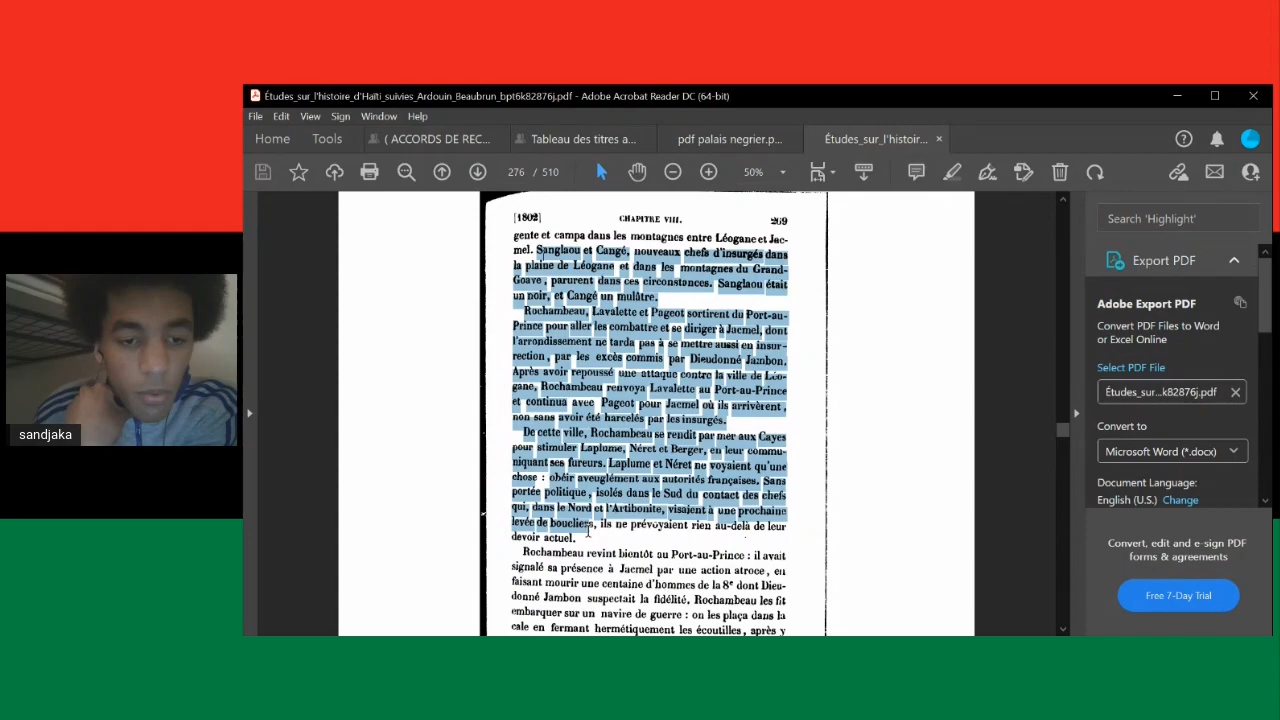 Études_sur_l'histoire_d'Haïti_suivies_Ardouin_Beaubrun_bpt6k82876j.pdf - Adobe Acrobat Reader DC (64-bit)
File Edit View Sign Window Help
Home Tools ( ACCORDS DE REC... Tableau des titres a... pdf palais negrier.p... Études_sur_l'histoir...
276 / 510 50%
[1802] CHAPITRE VIII. 269
gente et campa dans les montagnes entre Léogane et Jac-
mel. Sanglaou et Cangé, nouveaux chefs d'insurgés dans
la plaine de Léogane et dans les montagnes du Grand-
Goave, parurent dans ces circonstances. Sanglaou était
un noir, et Cangé un mulâtre.
Rochambeau, Lavalette et Pageot sortirent du Port-au-
Prince pour aller les combattre et se diriger à Jacmel, dont
l'arrondissement ne tarda pas à se mettre aussi en insur-
rection, par les excès commis par Dieudonné Jambon.
Après avoir repoussé une attaque contre la ville de Léo-
gane, Rochambeau renvoya Lavalette au Port-au-Prince
et continua avec Pageot pour Jacmel où ils arrivèrent,
non sans avoir été harcelés par les insurgés.
De cette ville, Rochambeau se rendit par mer aux Cayes
pour stimuler Laplume, Néret et Berger, en leur commu-
niquant ses fureurs. Laplume et Néret ne voyaient qu'une
chose : obéir aveuglément aux autorités françaises. Sans
portée politique, isolés dans le Sud du contact des chefs
qui, dans le Nord et l'Artibonite, visaient à une prochaine
levée de boucliers, ils ne prévoyaient rien au-delà de leur
devoir actuel.
Rochambeau revint bientôt au Port-au-Prince : il avait
signalé sa présence à Jacmel par une action atroce, en
faisant mourir une centaine d'hommes de la 8e dont Dieu-
donné Jambon suspectait la fidélité. Rochambeau les fit
embarquer sur un navire de guerre : on les plaça dans la
cale en fermant hermétiquement les écoutilles, après y
Search 'Highlight'
Export PDF
Adobe Export PDF
Convert PDF Files to Word
or Excel Online
Select PDF File
Études_sur...k82876j.pdf
Convert to
Microsoft Word (*.docx)
Document Language:
English (U.S.) Change
Convert, edit and e-sign PDF
forms & agreements
Free 7-Day Trial
sandjaka